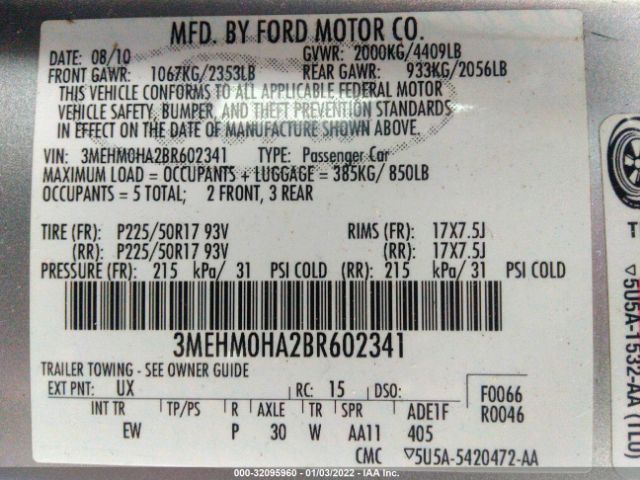 MFD. BY FORD MOTOR CO.
DATE: 08/10 GVWR: 2000KG/4409LB
FRONT GAWR: 1067KG/2353LB REAR GAWR: 933KG/2056LB
THIS VEHICLE CONFORMS TO ALL APPLICABLE FEDERAL MOTOR
VEHICLE SAFETY, BUMPER, AND THEFT PREVENTION STANDARDS
IN EFFECT ON THE DATE OF MANUFACTURE SHOWN ABOVE.
VIN: 3MEHM0HA2BR602341 TYPE: Passenger Car
MAXIMUM LOAD = OCCUPANTS + LUGGAGE = 385KG/ 850LB
OCCUPANTS = 5 TOTAL; 2 FRONT, 3 REAR
TIRE (FR): P225/50R17 93V RIMS (FR): 17X7.5J
(RR): P225/50R17 93V (RR): 17X7.5J
PRESSURE (FR): 215 kPa/ 31 PSI COLD (RR): 215 kPa/ 31 PSI COLD
3MEHM0HA2BR602341
TRAILER TOWING - SEE OWNER GUIDE
EXT PNT: UX RC: 15 DSO: F0066
R0046
INT TR TP/PS R AXLE TR SPR ADE1F
EW P 30 W AA11 405
CMC ▽5U5A-5420472-AA
▽5U5A-1532-AA (TLU)
000-32095960 - 01/03/2022 - IAA Inc.